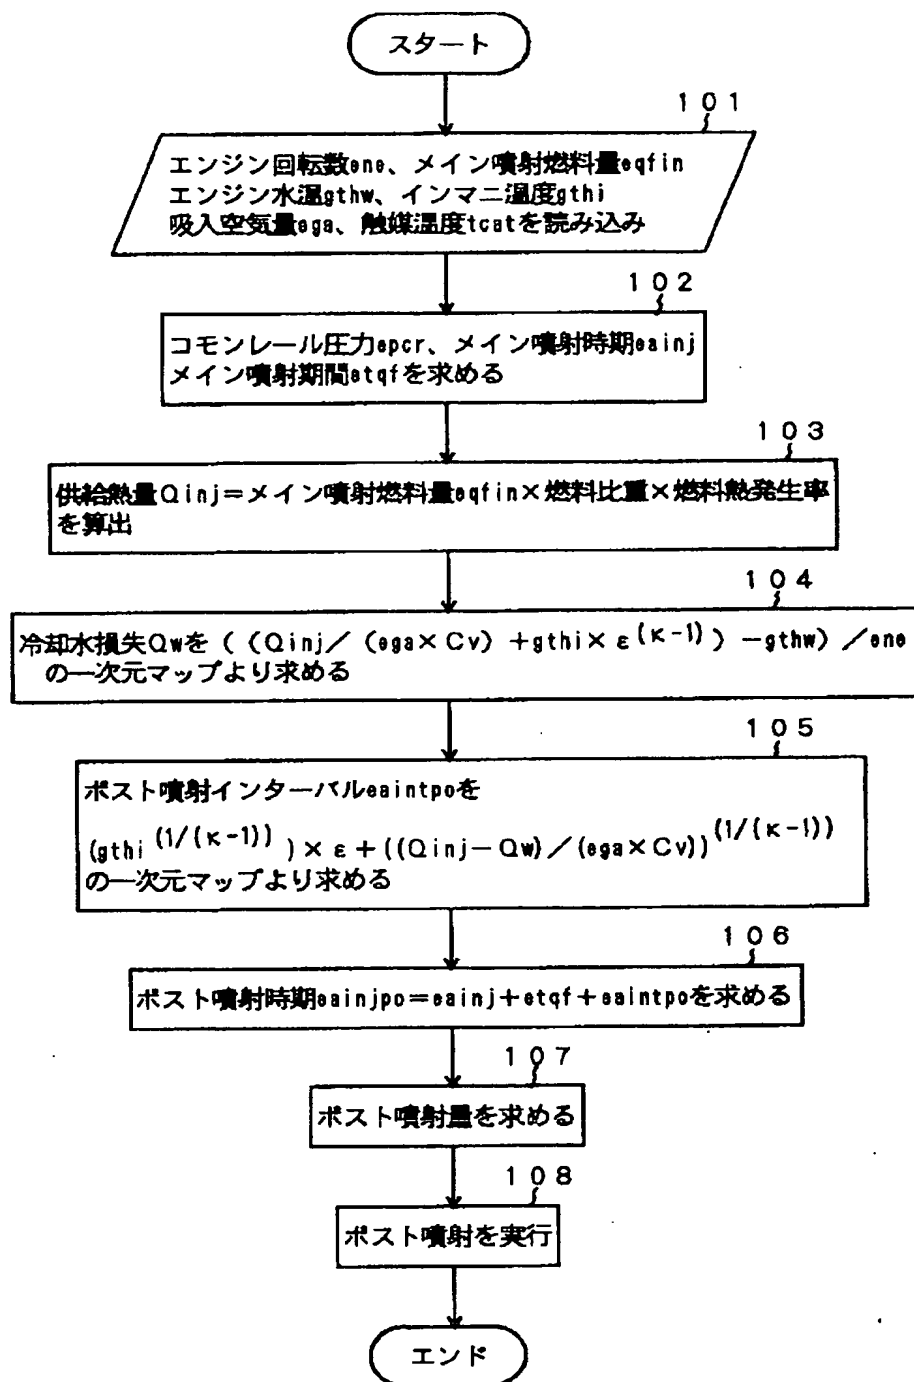 スタート
101
エンジン回転数ene、メイン噴射燃料量eqfin
エンジン水温gthw、インマニ温度gthi
吸入空気量ega、触媒温度tcatを読み込み
102
コモンレール圧力epcr、メイン噴射時期eainj
メイン噴射期間etqfを求める
103
供給熱量Qinj=メイン噴射燃料量eqfin×燃料比重×燃料熱発生率
を算出
104
冷却水損失Qwを((Qinj/(ega×Cv)+gthi×ε^(κ-1))-gthw)/ene
の一次元マップより求める
105
ポスト噴射インターバルeaintpoを
(gthi^(1/(κ-1)))×ε+((Qinj-Qw)/(ega×Cv))^(1/(κ-1))
の一次元マップより求める
106
ポスト噴射時期eainjpo=eainj+etqf+eaintpoを求める
107
ポスト噴射量を求める
108
ポスト噴射を実行
エンド